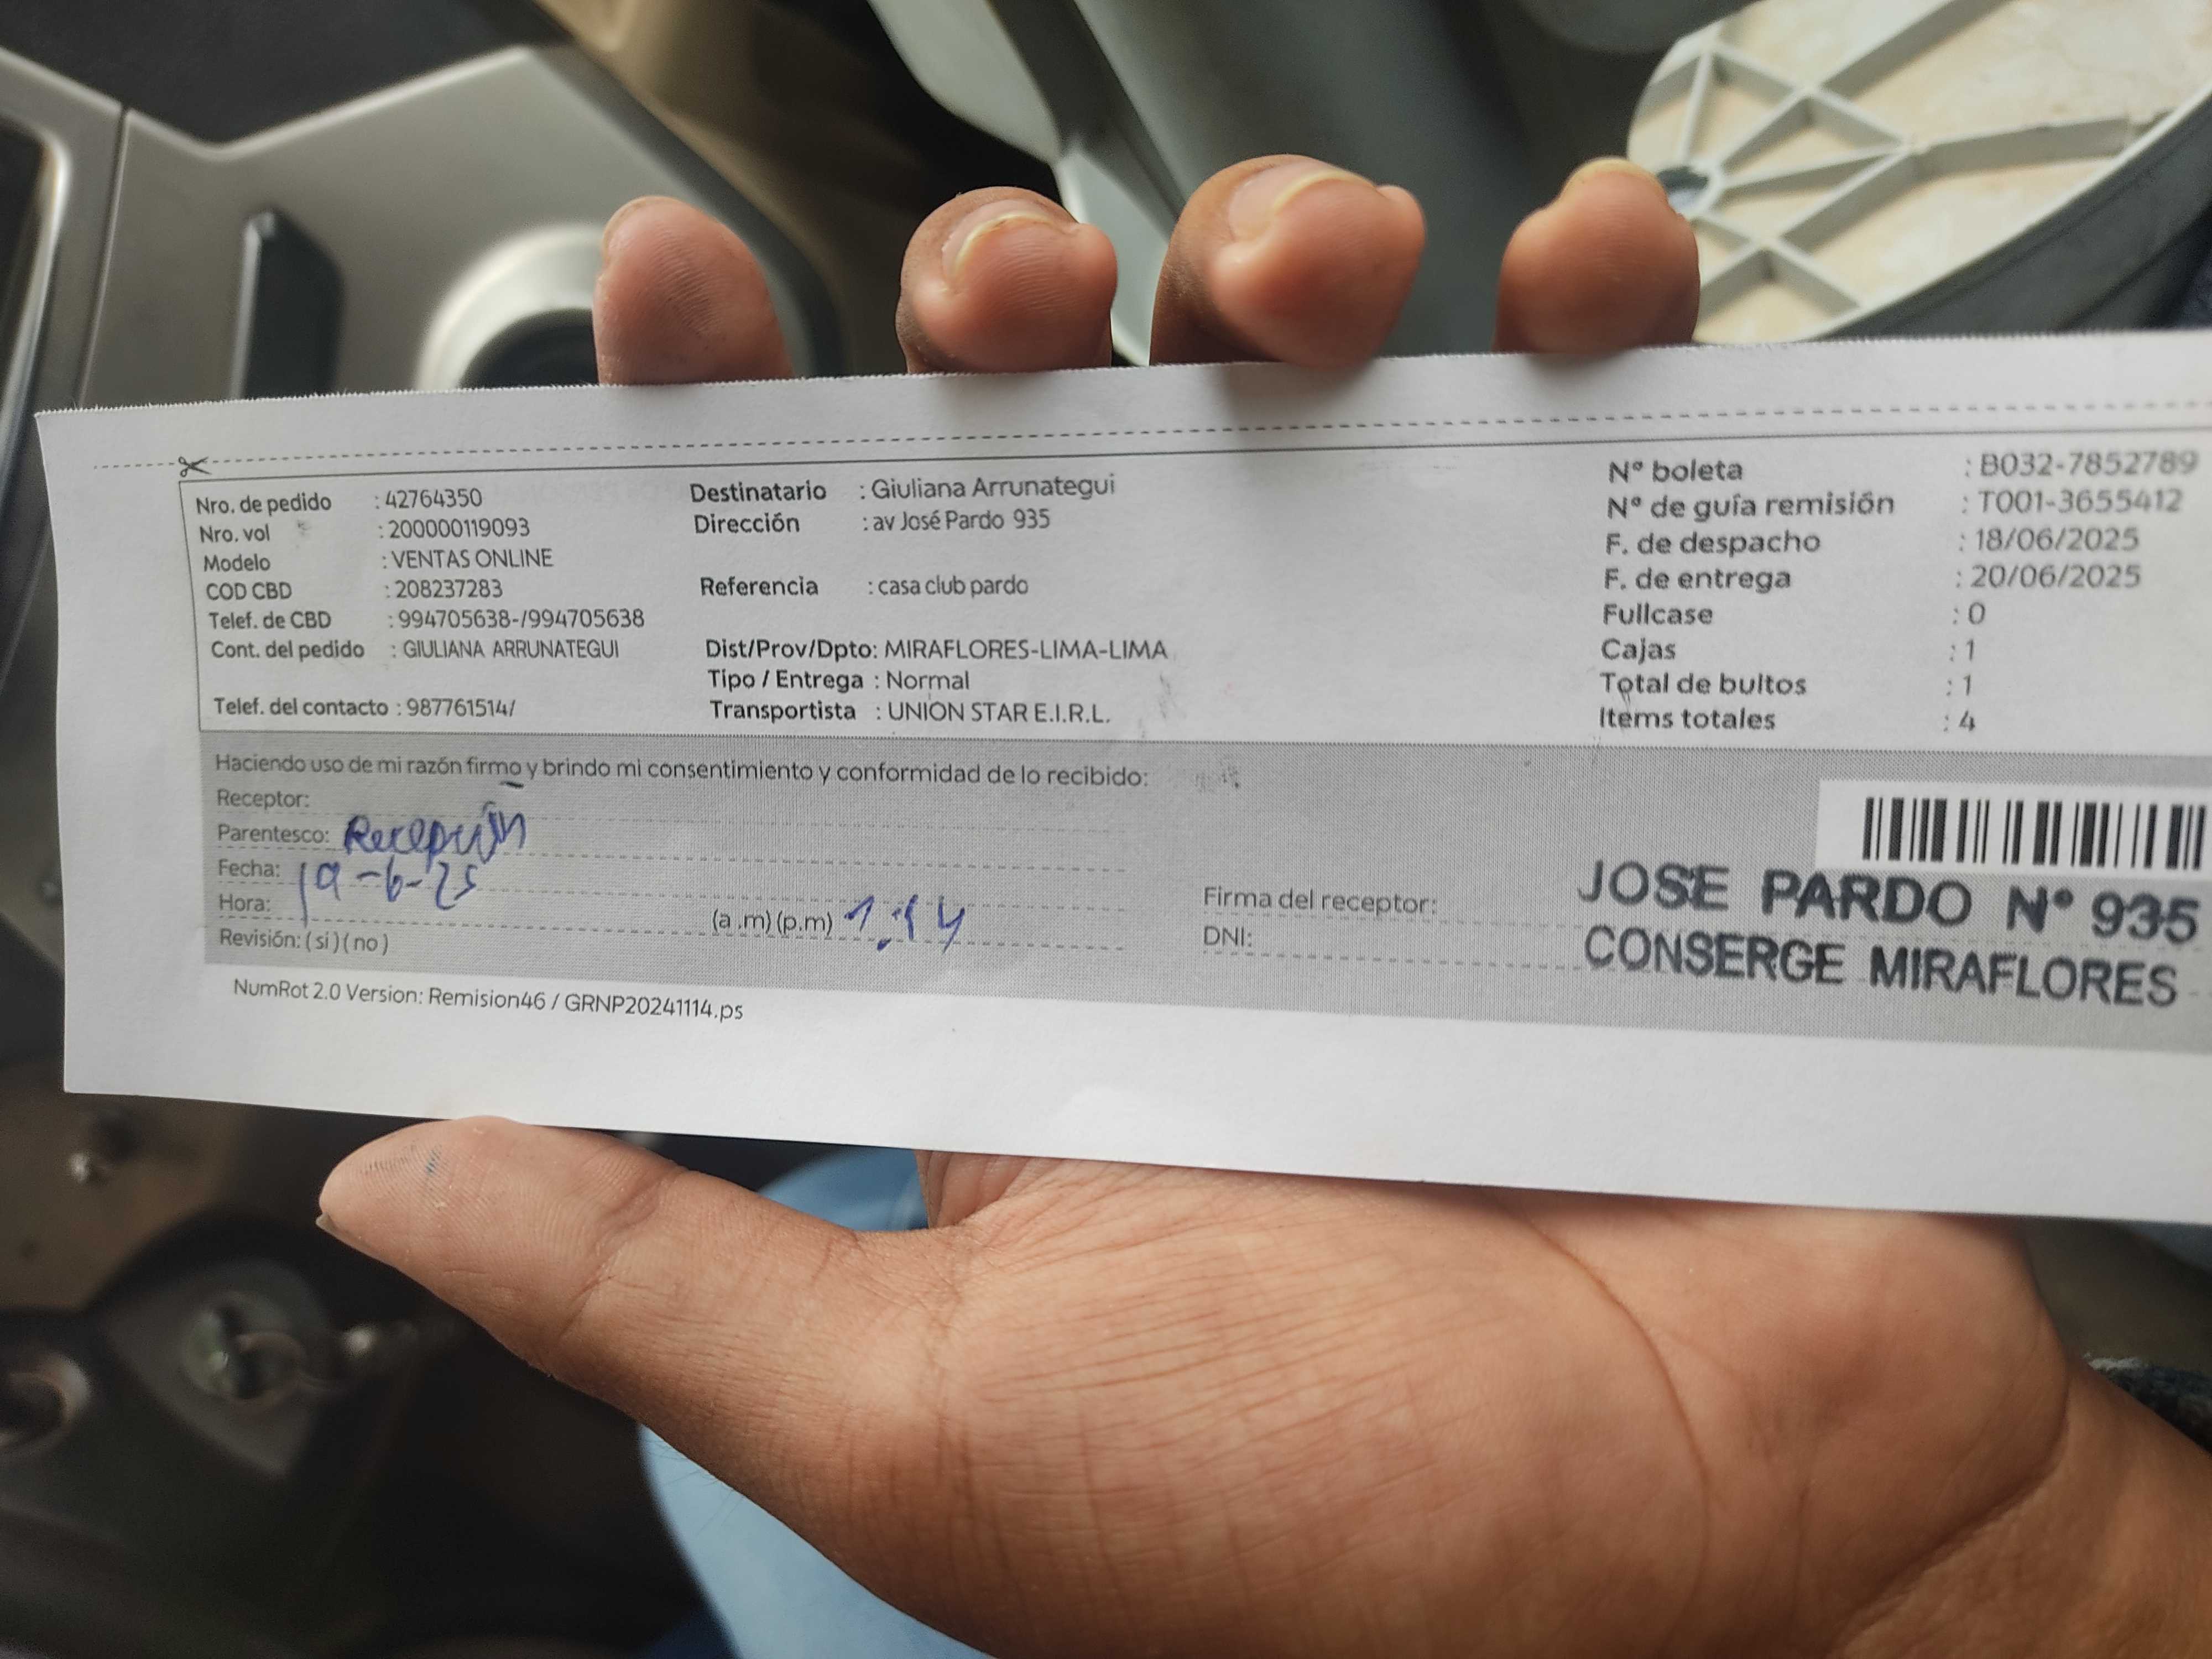 Nro. de pedido : 42764350
Nro. vol : 200000119093
Modelo : VENTAS ONLINE
COD CBD : 208237283
Telef. de CBD : 994705638-/994705638
Cont. del pedido : GIULIANA ARRUNATEGUI
Telef. del contacto : 987761514/
Destinatario : Giuliana Arrunategui
Dirección : av José Pardo 935
Referencia : casa club pardo
Dist/Prov/Dpto: MIRAFLORES-LIMA-LIMA
Tipo / Entrega : Normal
Transportista : UNION STAR E.I.R.L.
N° boleta : B032-7852789
N° de guía remisión : T001-3655412
F. de despacho : 18/06/2025
F. de entrega : 20/06/2025
Fullcase : 0
Cajas : 1
Total de bultos : 1
Items totales : 4
Haciendo uso de mi razón firmo y brindo mi consentimiento y conformidad de lo recibido:
Receptor:
Parentesco: Recepción
Fecha: 19-6-25
Hora: (a .m) (p.m) 1:14
Revisión: ( si ) ( no )
Firma del receptor:
DNI:
JOSE PARDO N° 935
CONSERGE MIRAFLORES
NumRot 2.0 Version: Remision46 / GRNP20241114.ps